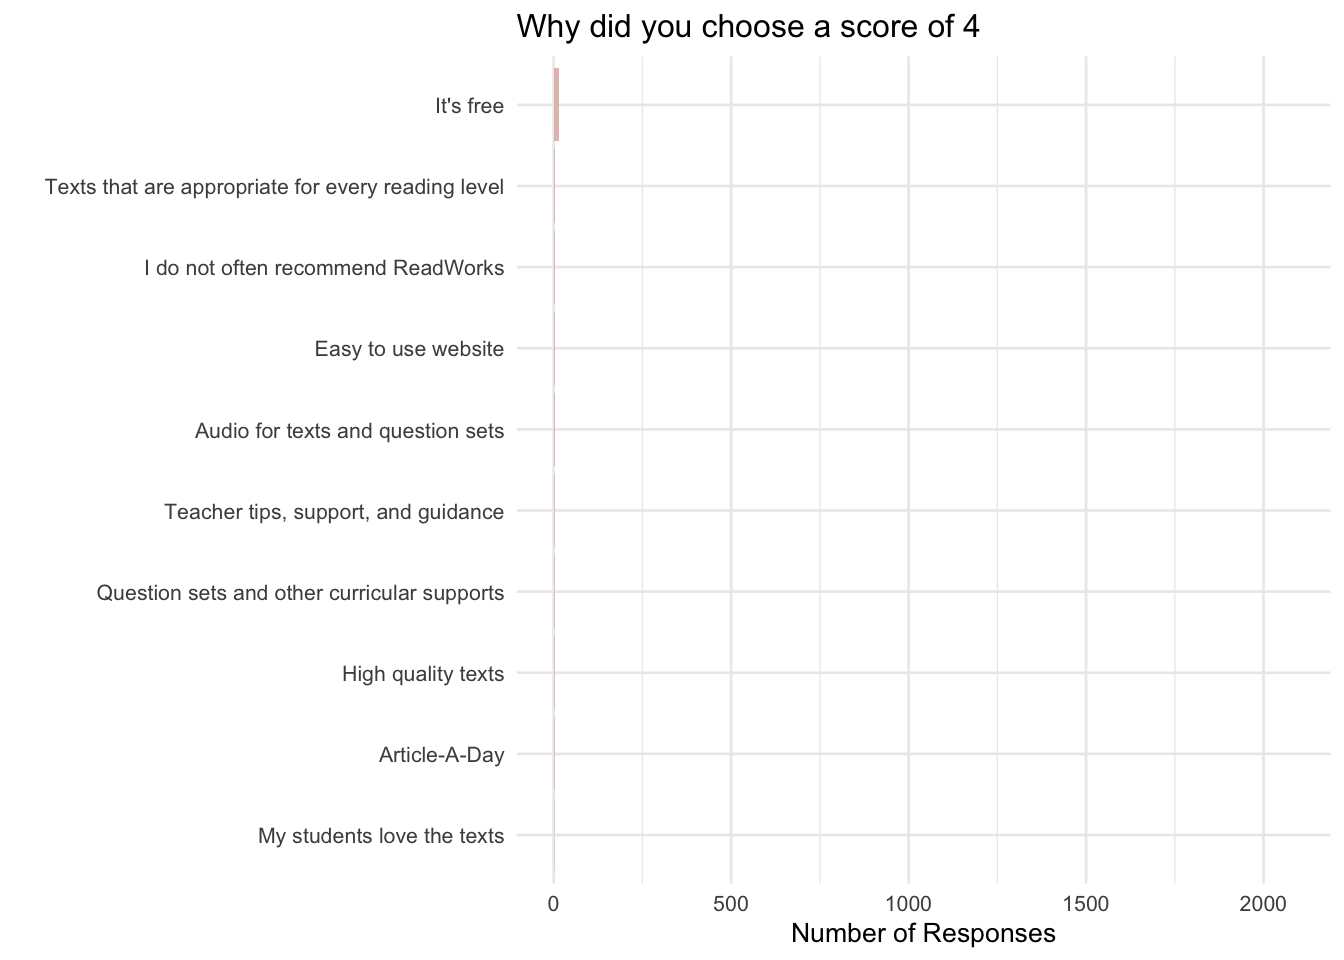 Why did you choose a score of 4
It's free
Texts that are appropriate for every reading level
I do not often recommend ReadWorks
Easy to use website
Audio for texts and question sets
Teacher tips, support, and guidance
Question sets and other curricular supports
High quality texts
Article-A-Day
My students love the texts
0 500 1000 1500 2000
Number of Responses